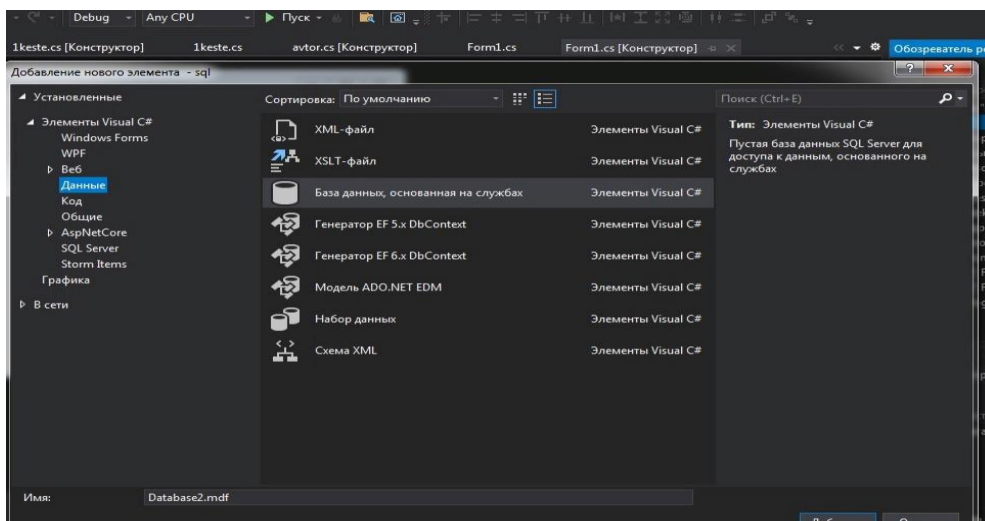 Debug Any CPU Пуск
1keste.cs [Конструктор] 1keste.cs avtor.cs [Конструктор] Form1.cs Form1.cs [Конструктор] Обозреватель
Добавление нового элемента - sql
Установленные
Сортировка: По умолчанию
Поиск (Ctrl+E)
Элементы Visual C#
Windows Forms
WPF
Веб
Данные
Код
Общие
AspNetCore
SQL Server
Storm Items
Графика
В сети
XML-файл Элементы Visual C#
XSLT-файл Элементы Visual C#
База данных, основанная на службах Элементы Visual C#
Генератор EF 5.x DbContext Элементы Visual C#
Генератор EF 6.x DbContext Элементы Visual C#
Модель ADO.NET EDM Элементы Visual C#
Набор данных Элементы Visual C#
Схема XML Элементы Visual C#
Тип: Элементы Visual C#
Пустая база данных SQL Server для
доступа к данным, основанного на
службах
Имя: Database2.mdf